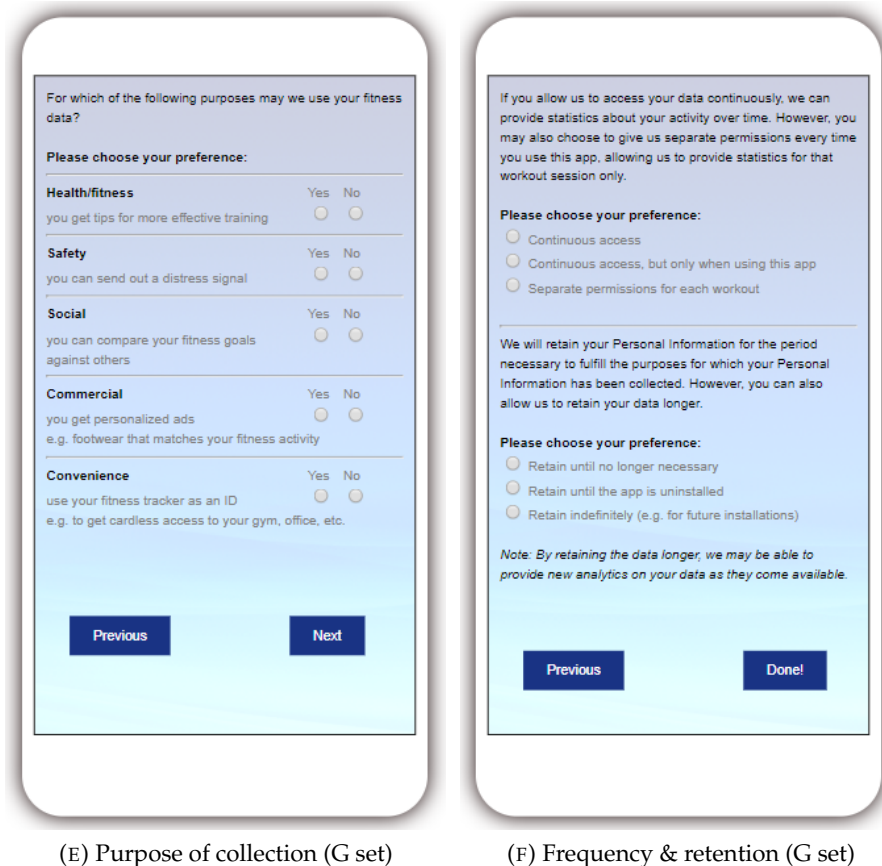 For which of the following purposes may we use your fitness
data?
Please choose your preference:
Health/fitness Yes No
you get tips for more effective training
Safety Yes No
you can send out a distress signal
Social Yes No
you can compare your fitness goals
against others
Commercial Yes No
you get personalized ads
e.g. footwear that matches your fitness activity
Convenience Yes No
use your fitness tracker as an ID
e.g. to get cardless access to your gym, office, etc.
Previous Next
(E) Purpose of collection (G set)
If you allow us to access your data continuously, we can
provide statistics about your activity over time. However, you
may also choose to give us separate permissions every time
you use this app, allowing us to provide statistics for that
workout session only.
Please choose your preference:
Continuous access
Continuous access, but only when using this app
Separate permissions for each workout
We will retain your Personal Information for the period
necessary to fulfill the purposes for which your Personal
Information has been collected. However, you can also
allow us to retain your data longer.
Please choose your preference:
Retain until no longer necessary
Retain until the app is uninstalled
Retain indefinitely (e.g. for future installations)
Note: By retaining the data longer, we may be able to
provide new analytics on your data as they come available.
Previous Done!
(F) Frequency & retention (G set)